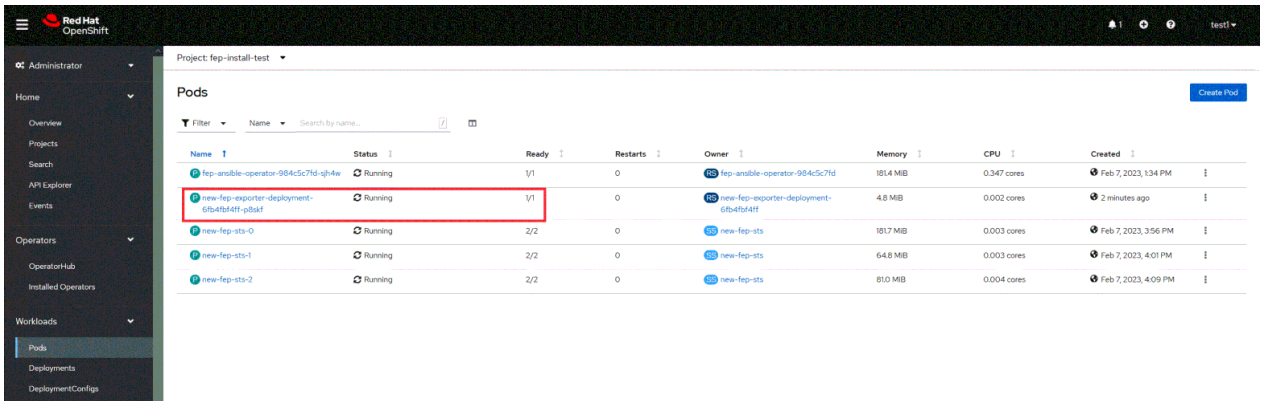 Red Hat
OpenShift
1
test1
Administrator
Project: fep-install-test
Home
Pods
Create Pod
Overview
Filter
Name
Search by name...
/
Projects
Search
Name Status Ready Restarts Owner Memory CPU Created
API Explorer
P fep-ansible-operator-984c5c7fd-sjh4w Running 1/1 0 RS fep-ansible-operator-984c5c7fd 181.4 MiB 0.347 cores Feb 7, 2023, 1:34 PM
Events
P new-fep-exporter-deployment- Running 1/1 0 RS new-fep-exporter-deployment- 4.8 MiB 0.002 cores 2 minutes ago
6fb4fbf4ff-p8skf 6fb4fbf4ff
P new-fep-sts-0 Running 2/2 0 SS new-fep-sts 181.7 MiB 0.003 cores Feb 7, 2023, 3:56 PM
Operators
P new-fep-sts-1 Running 2/2 0 SS new-fep-sts 64.8 MiB 0.003 cores Feb 7, 2023, 4:01 PM
OperatorHub
P new-fep-sts-2 Running 2/2 0 SS new-fep-sts 81.0 MiB 0.004 cores Feb 7, 2023, 4:09 PM
Installed Operators
Workloads
Pods
Deployments
DeploymentConfigs